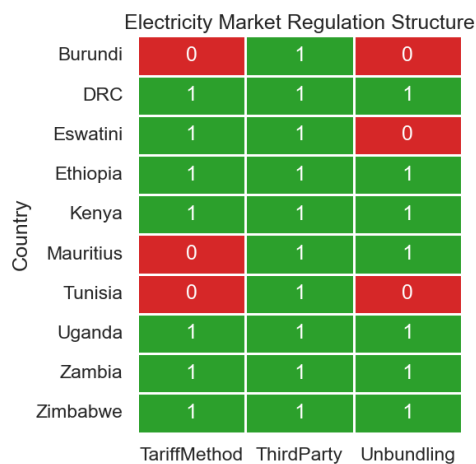 Electricity Market Regulation Structure
Country
Burundi 0 1 0
DRC 1 1 1
Eswatini 1 1 0
Ethiopia 1 1 1
Kenya 1 1 1
Mauritius 0 1 1
Tunisia 0 1 0
Uganda 1 1 1
Zambia 1 1 1
Zimbabwe 1 1 1
TariffMethod ThirdParty Unbundling